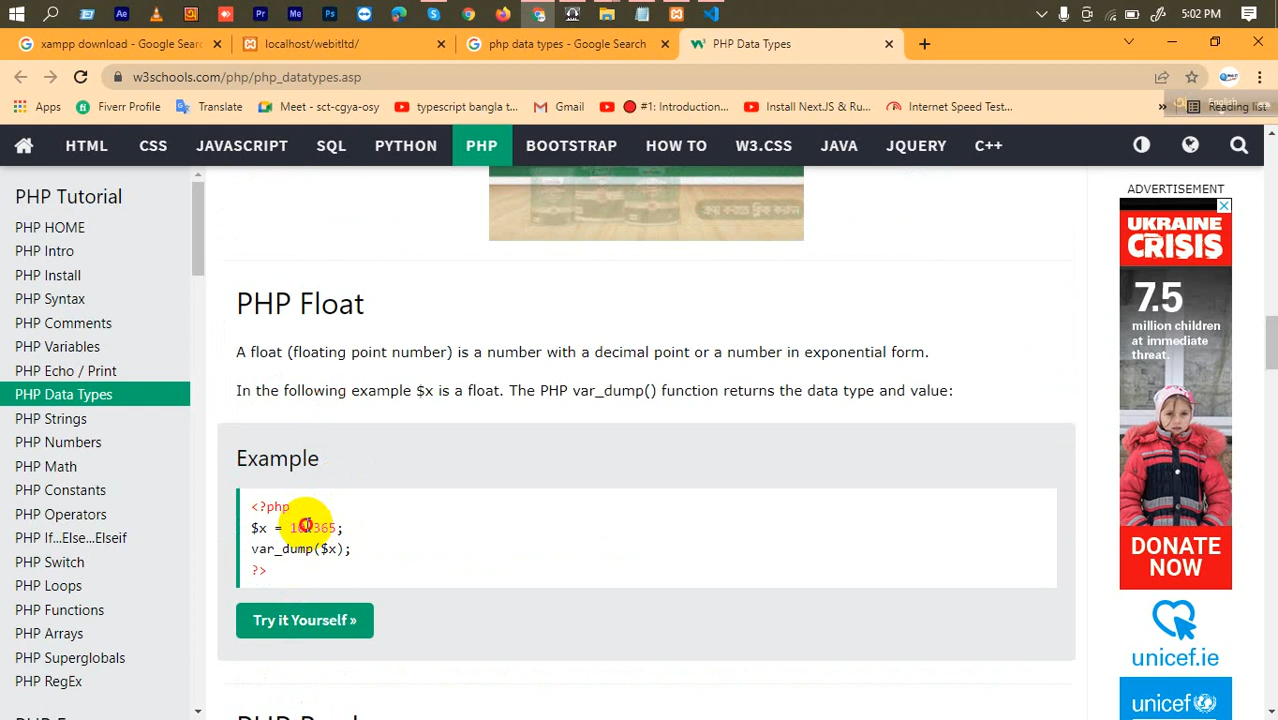 5:02 PM
xampp download - Google Sear
localhost/webitltd/
php data types - Google Search
PHP Data Types
w3schools.com/php/php_datatypes.asp
Apps
Fiverr Profile
Translate
Meet - sct-cgya-osy
typescript bangla t...
Gmail
#1: Introduction...
Install NextJS & Ru...
Internet Speed Test...
»
English
Reading list
HTML
CSS
JAVASCRIPT
SQL
PYTHON
PHP
BOOTSTRAP
HOW TO
W3.CSS
JAVA
JQUERY
C++
PHP Tutorial
PHP HOME
PHP Intro
PHP Install
PHP Syntax
PHP Comments
PHP Variables
PHP Echo / Print
PHP Data Types
PHP Strings
PHP Numbers
PHP Math
PHP Constants
PHP Operators
PHP If...Else...Elseif
PHP Switch
PHP Loops
PHP Functions
PHP Arrays
PHP Superglobals
PHP RegEx
ক্রয় করতে ক্লিক করুন
PHP Float
A float (floating point number) is a number with a decimal point or a number in exponential form.
In the following example $x is a float. The PHP var_dump() function returns the data type and value:
Example
<?php
$x = 10.365;
var_dump($x);
?>
Try it Yourself »
ADVERTISEMENT
UKRAINE
CRISIS
7.5
million children
at immediate
threat.
DONATE
NOW
unicef.ie
unicef